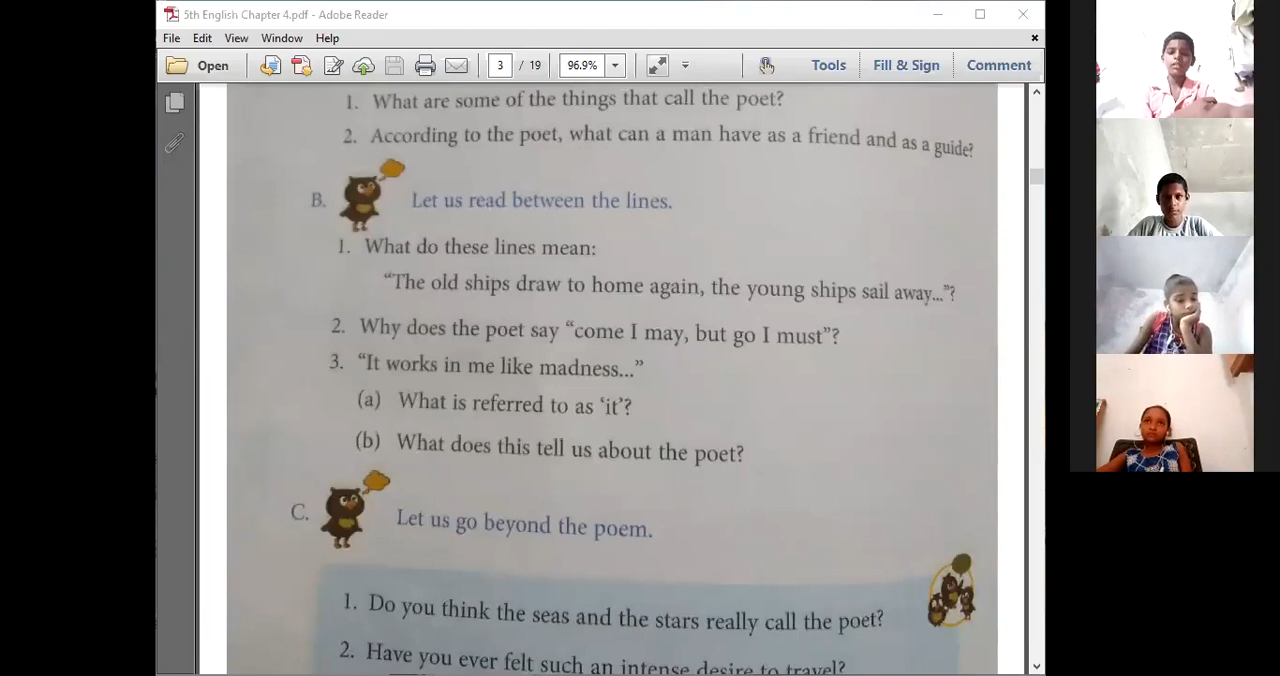 5th English Chapter 4.pdf - Adobe Reader
File Edit View Window Help
Open 3 / 19 96.9% Tools Fill & Sign Comment
1. What are some of the things that call the poet?
2. According to the poet, what can a man have as a friend and as a guide?
B. Let us read between the lines.
1. What do these lines mean:
“The old ships draw to home again, the young ships sail away...”?
2. Why does the poet say “come I may, but go I must”?
3. “It works in me like madness...”
(a) What is referred to as ‘it’?
(b) What does this tell us about the poet?
C. Let us go beyond the poem.
1. Do you think the seas and the stars really call the poet?
2. Have you ever felt such an intense desire to travel?